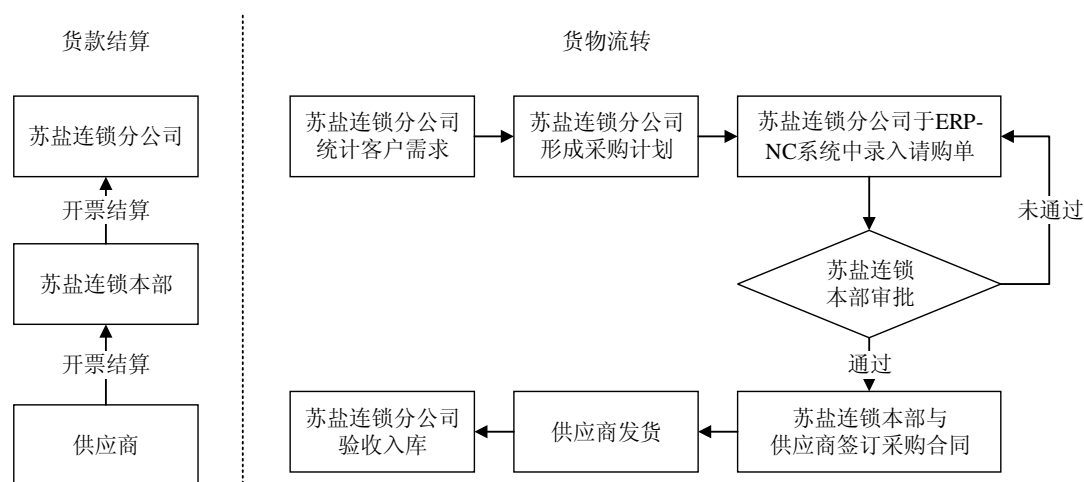 货款结算
苏盐连锁分公司
开票结算
苏盐连锁本部
开票结算
供应商
货物流转
苏盐连锁分公司
统计客户需求
苏盐连锁分公司
形成采购计划
苏盐连锁分公司于ERP-
NC系统中录入请购单
未通过
苏盐连锁
本部审批
通过
苏盐连锁本部与
供应商签订采购合同
供应商发货
苏盐连锁分公司
验收入库